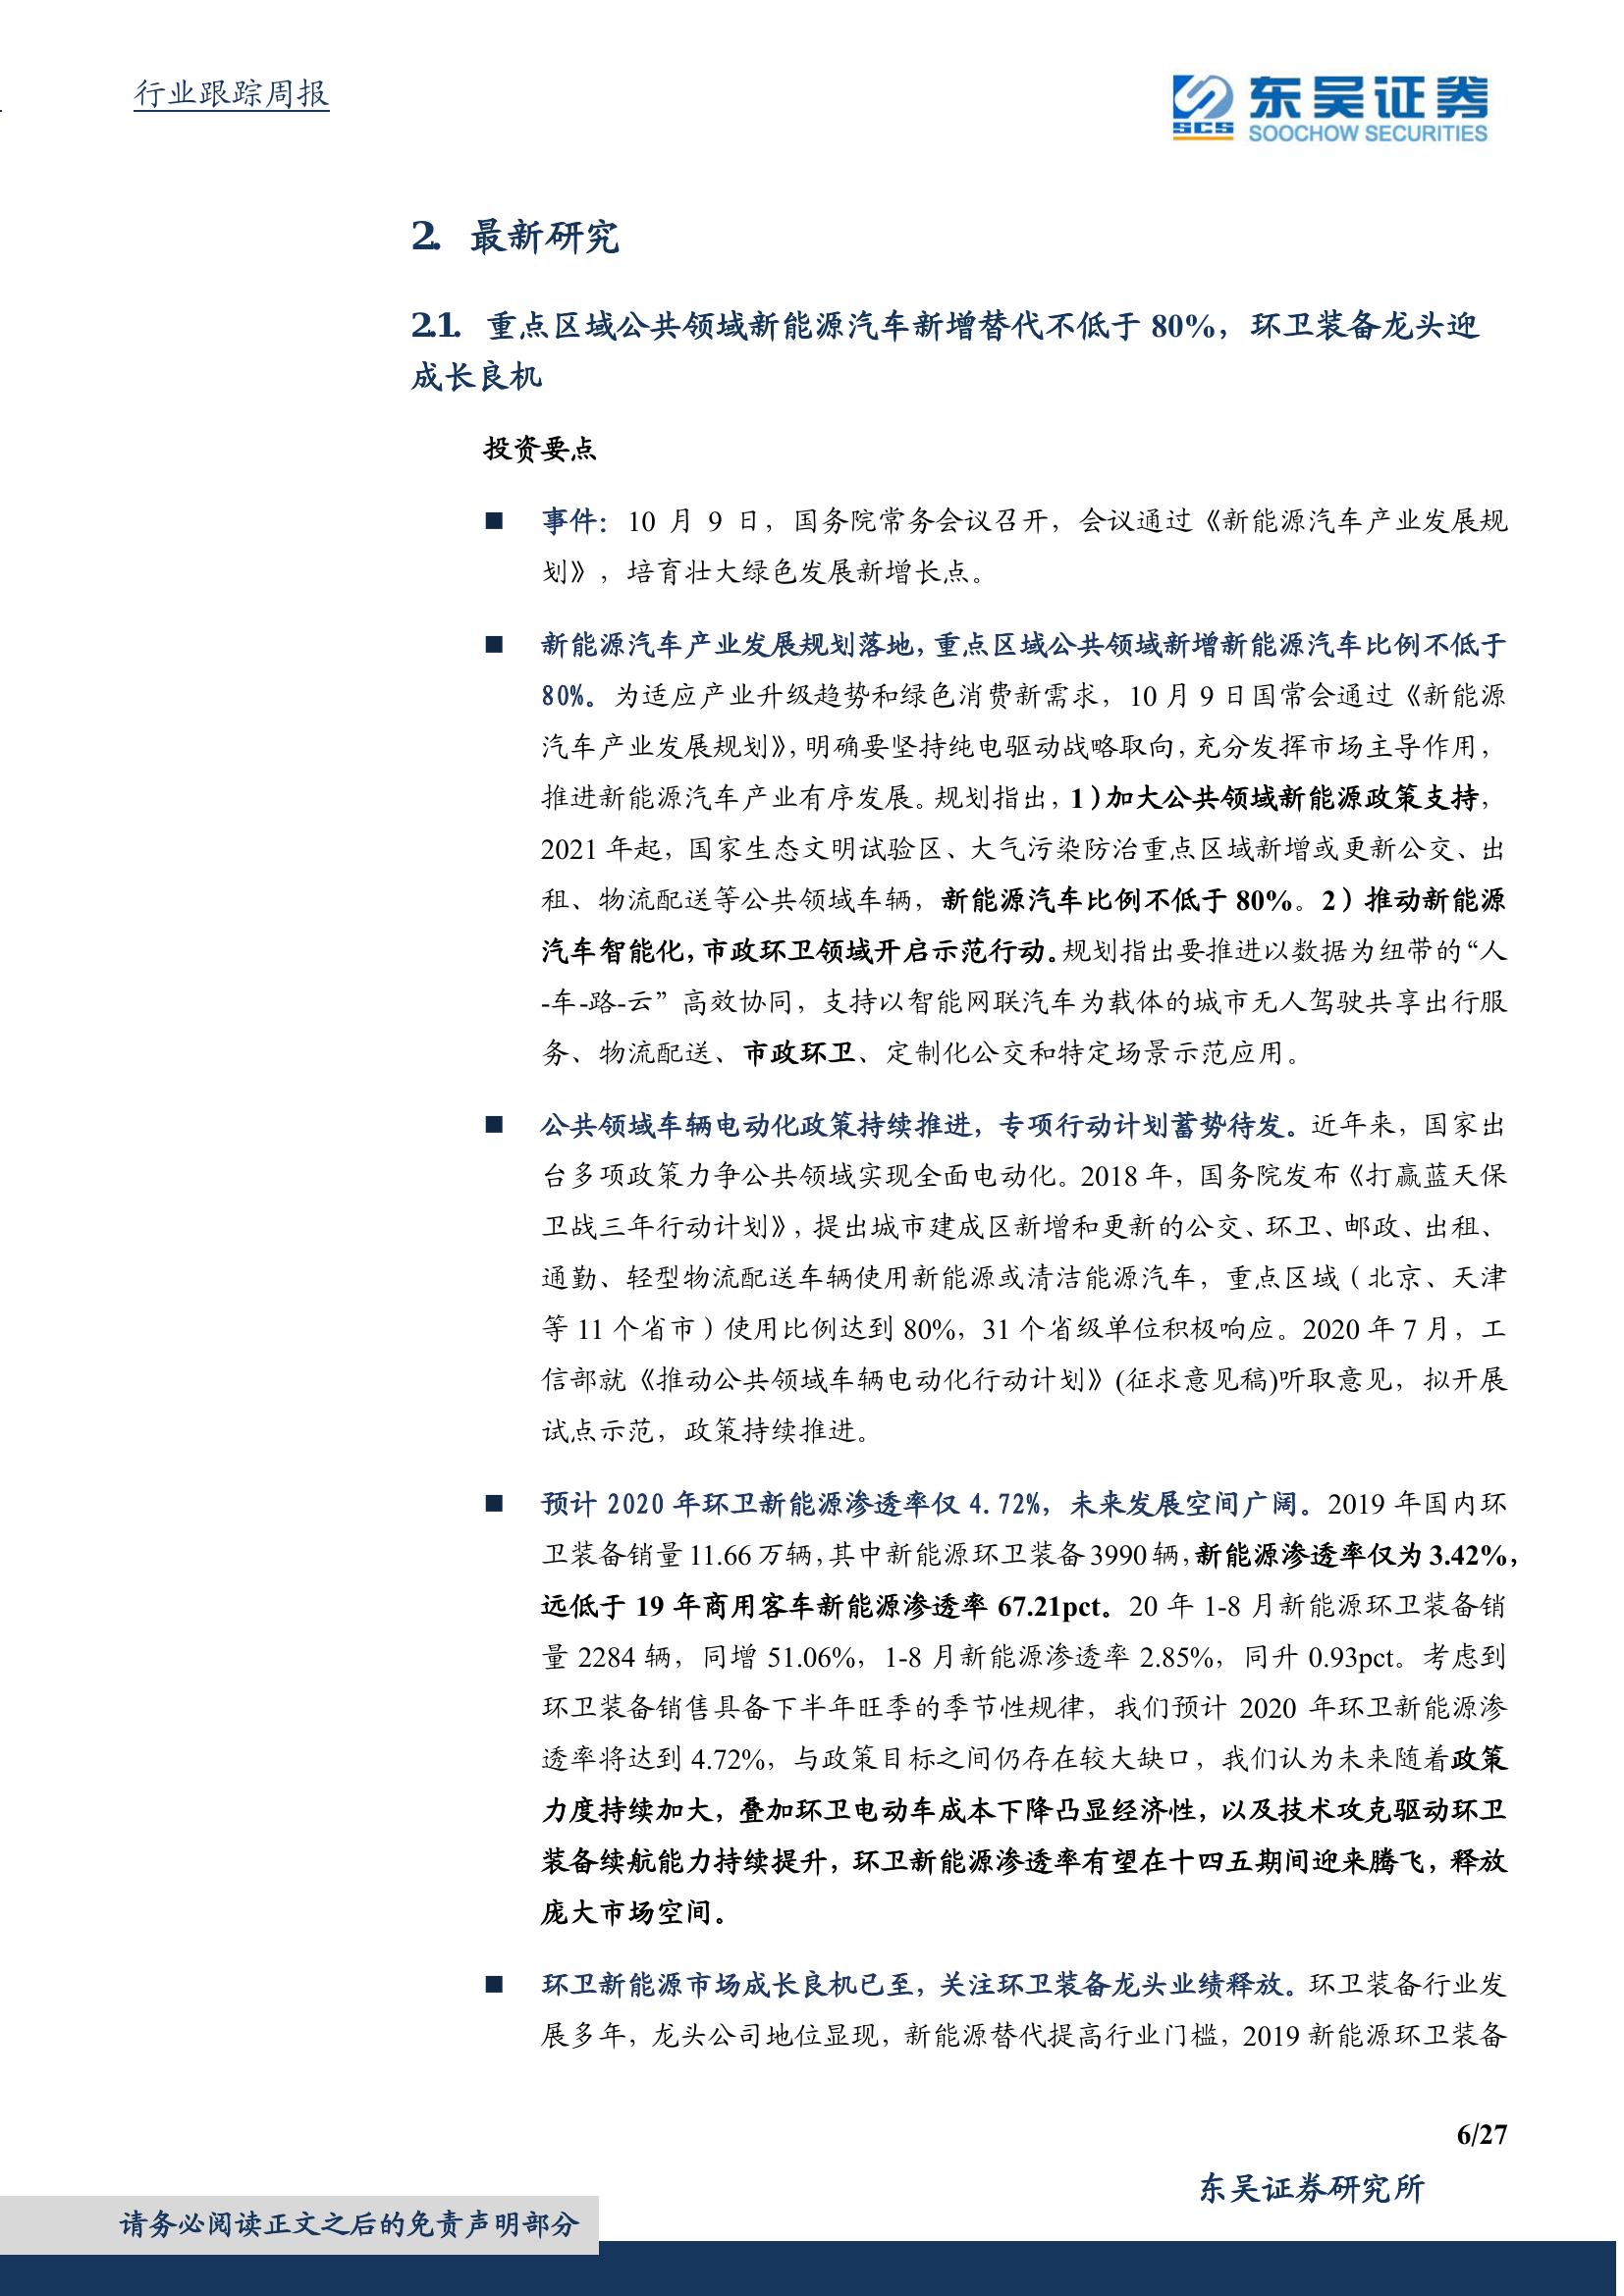 行业跟踪周报
SCS
东吴证券
SOOCHOW SECURITIES
2. 最新研究
2.1. 重点区域公共领域新能源汽车新增替代不低于 80%，环卫装备龙头迎
成长良机
投资要点
■ 事件：10 月 9 日，国务院常务会议召开，会议通过《新能源汽车产业发展规
划》，培育壮大绿色发展新增长点。
■ 新能源汽车产业发展规划落地，重点区域公共领域新增新能源汽车比例不低于
80%。为适应产业升级趋势和绿色消费新需求，10 月 9 日国常会通过《新能源
汽车产业发展规划》，明确要坚持纯电驱动战略取向，充分发挥市场主导作用，
推进新能源汽车产业有序发展。规划指出，1）加大公共领域新能源政策支持，
2021 年起，国家生态文明试验区、大气污染防治重点区域新增或更新公交、出
租、物流配送等公共领域车辆，新能源汽车比例不低于 80%。2）推动新能源
汽车智能化，市政环卫领域开启示范行动。规划指出要推进以数据为纽带的“人
-车-路-云”高效协同，支持以智能网联汽车为载体的城市无人驾驶共享出行服
务、物流配送、市政环卫、定制化公交和特定场景示范应用。
■ 公共领域车辆电动化政策持续推进，专项行动计划蓄势待发。近年来，国家出
台多项政策力争公共领域实现全面电动化。2018 年，国务院发布《打赢蓝天保
卫战三年行动计划》，提出城市建成区新增和更新的公交、环卫、邮政、出租、
通勤、轻型物流配送车辆使用新能源或清洁能源汽车，重点区域（北京、天津
等 11 个省市）使用比例达到 80%，31 个省级单位积极响应。2020 年 7 月，工
信部就《推动公共领域车辆电动化行动计划》(征求意见稿)听取意见，拟开展
试点示范，政策持续推进。
■ 预计 2020 年环卫新能源渗透率仅 4.72%，未来发展空间广阔。2019 年国内环
卫装备销量 11.66 万辆，其中新能源环卫装备 3990 辆，新能源渗透率仅为 3.42%，
远低于 19 年商用客车新能源渗透率 67.21pct。20 年 1-8 月新能源环卫装备销
量 2284 辆，同增 51.06%，1-8 月新能源渗透率 2.85%，同升 0.93pct。考虑到
环卫装备销售具备下半年旺季的季节性规律，我们预计 2020 年环卫新能源渗
透率将达到 4.72%，与政策目标之间仍存在较大缺口，我们认为未来随着政策
力度持续加大，叠加环卫电动车成本下降凸显经济性，以及技术攻克驱动环卫
装备续航能力持续提升，环卫新能源渗透率有望在十四五期间迎来腾飞，释放
庞大市场空间。
■ 环卫新能源市场成长良机已至，关注环卫装备龙头业绩释放。环卫装备行业发
展多年，龙头公司地位显现，新能源替代提高行业门槛，2019 新能源环卫装备
6/27
东吴证券研究所
请务必阅读正文之后的免责声明部分